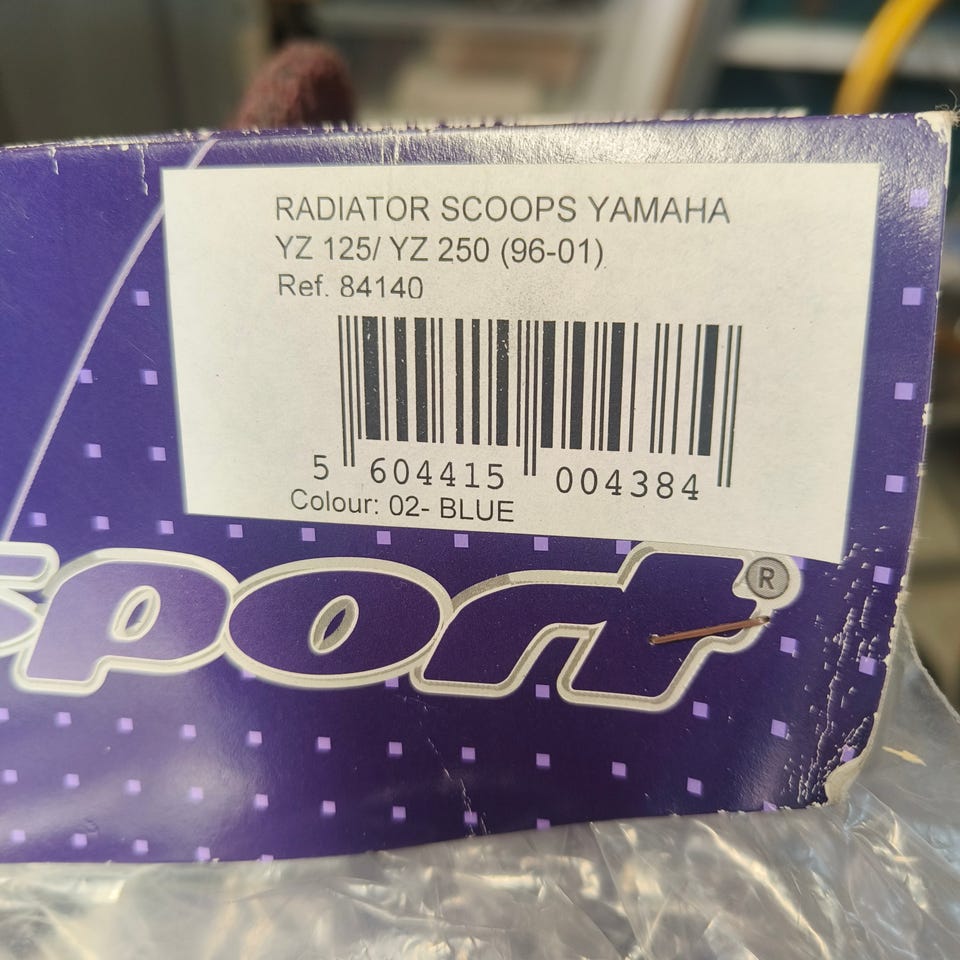 RADIATOR SCOOPS YAMAHA
YZ 125/ YZ 250 (96-01)
Ref. 84140
5 604415 004384
Colour: 02- BLUE
sport®